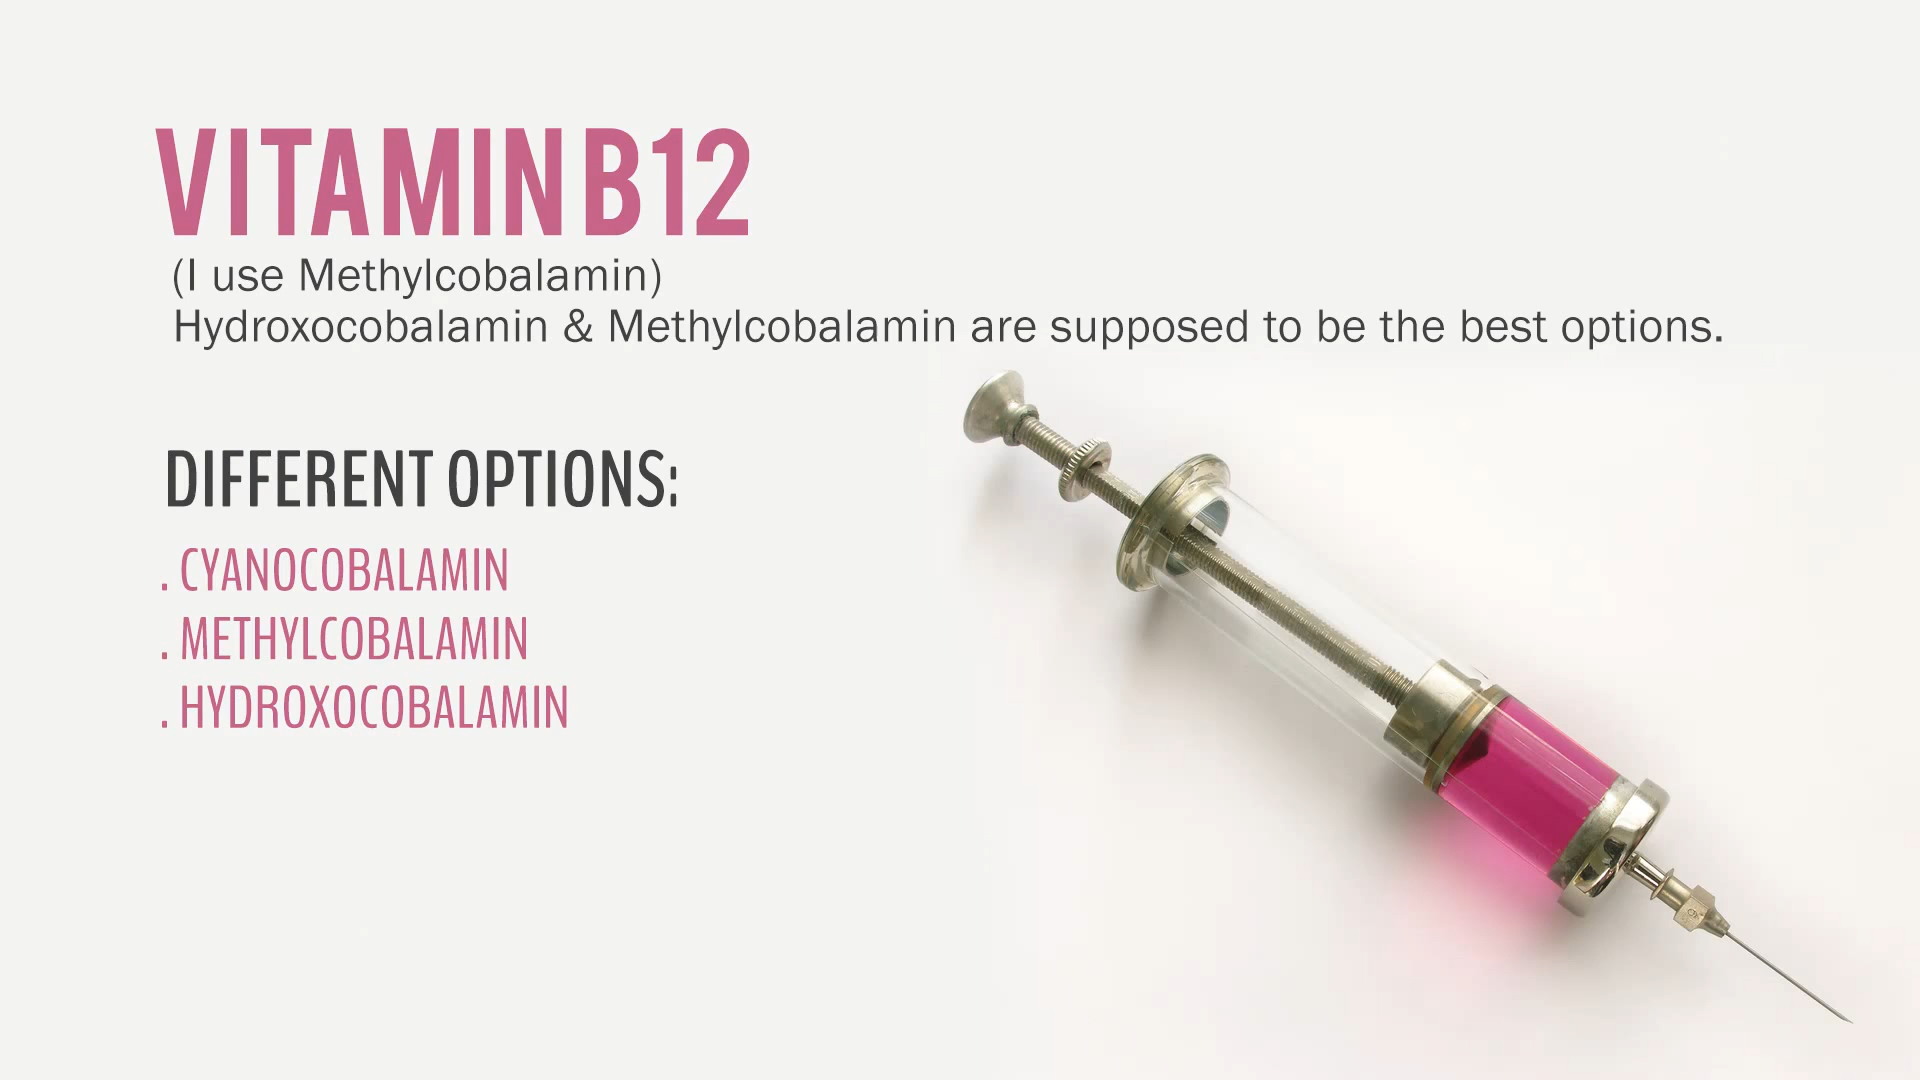 VITAMIN B12
(I use Methylcobalamin)
Hydroxocobalamin & Methylcobalamin are supposed to be the best options.
DIFFERENT OPTIONS:
. CYANOCOBALAMIN
. METHYLCOBALAMIN
. HYDROXOCOBALAMIN